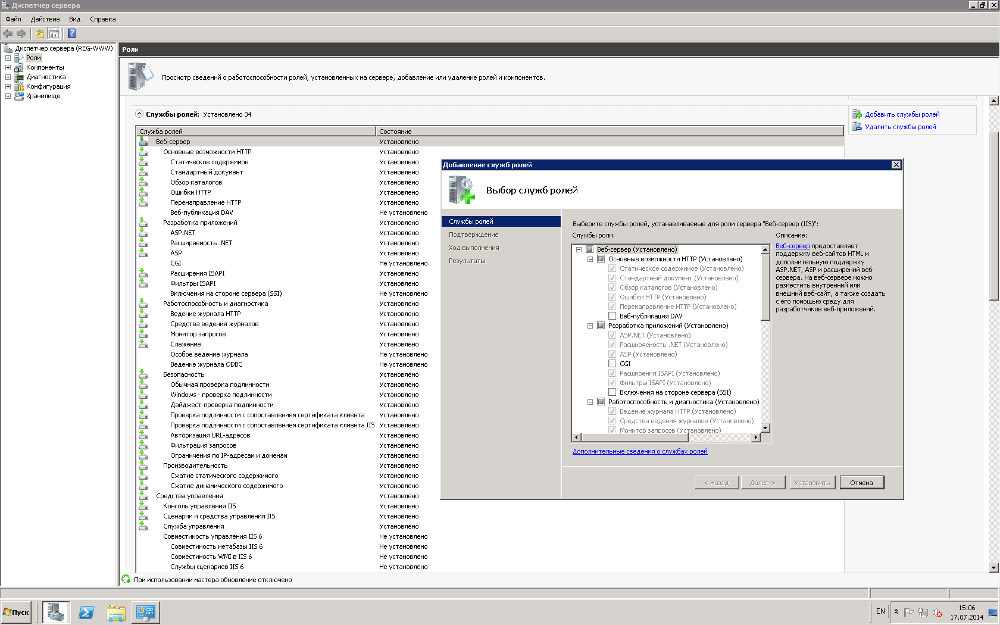 Диспетчер сервера
Файл Действие Вид Справка
Диспетчер сервера (REG-WWW)
Роли
Компоненты
Диагностика
Конфигурация
Хранилище
Роли
Просмотр сведений о работоспособности ролей, установленных на сервере, добавление или удаление ролей и компонентов.
Службы ролей: Установлено 34
Служба ролей Состояние
Веб-сервер Установлено
Основные возможности HTTP Установлено
Статическое содержимое Установлено
Стандартный документ Установлено
Обзор каталогов Установлено
Ошибки HTTP Установлено
Перенаправление HTTP Установлено
Веб-публикация DAV Не установлено
Разработка приложений Установлено
ASP.NET Установлено
Расширяемость .NET Установлено
ASP Установлено
CGI Не установлено
Расширения ISAPI Установлено
Фильтры ISAPI Установлено
Включения на стороне сервера (SSI) Не установлено
Работоспособность и диагностика Установлено
Ведение журнала HTTP Установлено
Средства ведения журналов Установлено
Монитор запросов Установлено
Слежение Установлено
Особое ведение журнала Не установлено
Ведение журнала ODBC Не установлено
Безопасность Установлено
Обычная проверка подлинности Установлено
Windows - проверка подлинности Установлено
Дайджест-проверка подлинности Установлено
Проверка подлинности с сопоставлением сертификата клиента Установлено
Проверка подлинности с сопоставлением сертификата клиента IIS Установлено
Авторизация URL-адресов Установлено
Фильтрация запросов Установлено
Ограничения по IP-адресам и доменам Установлено
Производительность Установлено
Сжатие статического содержимого Установлено
Сжатие динамического содержимого Установлено
Средства управления Установлено
Консоль управления IIS Установлено
Сценарии и средства управления IIS Установлено
Служба управления Установлено
Совместимость управления IIS 6 Не установлено
Совместимость метабазы IIS 6 Не установлено
Совместимость WMI в IIS 6 Не установлено
Службы сценариев IIS 6 Не установлено
Добавить службы ролей
Удалить службы ролей
Добавление служб ролей
Выбор служб ролей
Службы ролей
Подтверждение
Ход выполнения
Результаты
Выберите службы ролей, устанавливаемые для роли сервера "Веб-сервер (IIS)":
Службы роли:
Веб-сервер (Установлено)
Основные возможности HTTP (Установлено)
Статическое содержимое (Установлено)
Стандартный документ (Установлено)
Обзор каталогов (Установлено)
Ошибки HTTP (Установлено)
Перенаправление HTTP (Установлено)
Веб-публикация DAV
Разработка приложений (Установлено)
ASP.NET (Установлено)
Расширяемость .NET (Установлено)
ASP (Установлено)
CGI
Расширения ISAPI (Установлено)
Фильтры ISAPI (Установлено)
Включения на стороне сервера (SSI)
Работоспособность и диагностика (Установлено)
Ведение журнала HTTP (Установлено)
Средства ведения журналов (Установлено)
Монитор запросов (Установлено)
Описание:
Веб-сервер предоставляет
поддержку веб-сайтов HTML и
дополнительную поддержку
ASP.NET, ASP и расширений веб-
сервера. На веб-сервере можно
разместить внутренний или
внешний веб-сайт, а также создать
с его помощью среду для
разработчиков веб-приложений.
Дополнительные сведения о службах ролей
< Назад Далее > Установить Отмена
При использовании мастера обновление отключено
Пуск
EN
15:06
17.07.2014